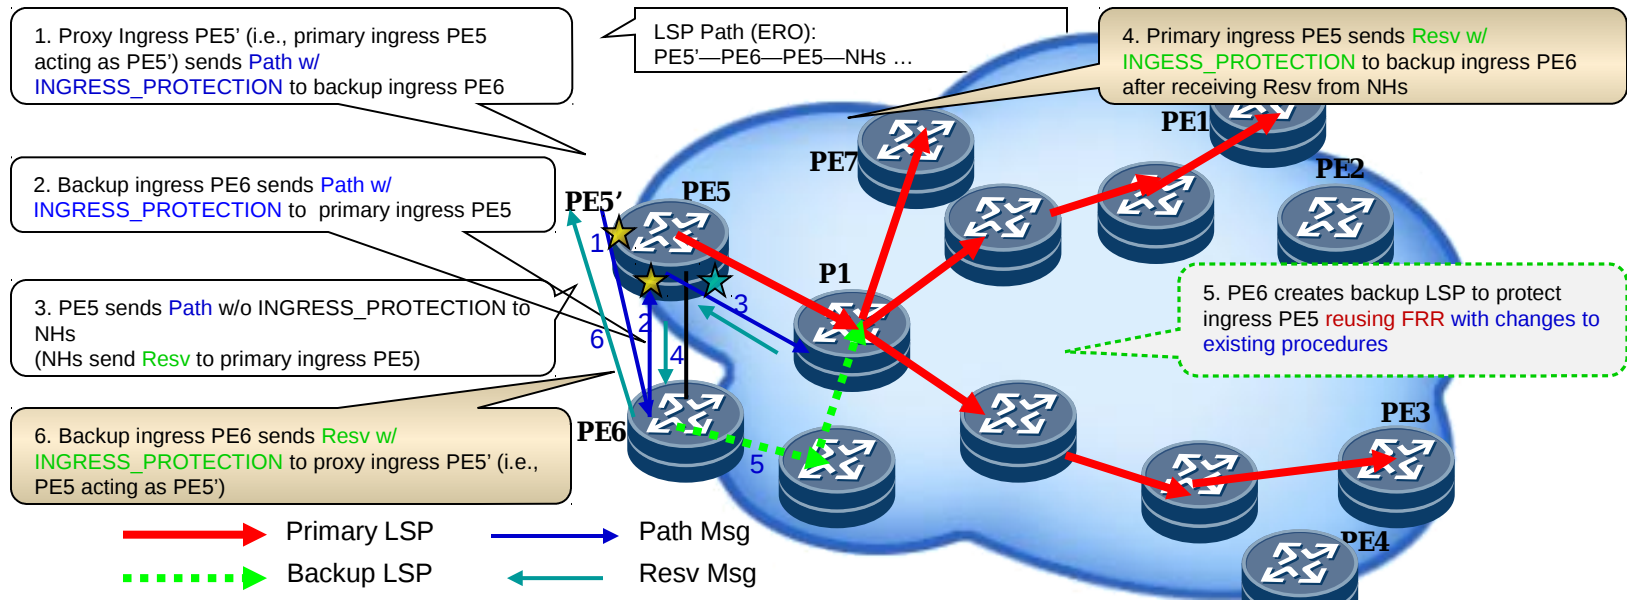 1. Proxy Ingress PE5’ (i.e., primary ingress PE5
acting as PE5’) sends Path w/
INGRESS_PROTECTION to backup ingress PE6
LSP Path (ERO):
PE5’—PE6—PE5—NHs …
4. Primary ingress PE5 sends Resv w/
INGESS_PROTECTION to backup ingress PE6
after receiving Resv from NHs
2. Backup ingress PE6 sends Path w/
INGRESS_PROTECTION to primary ingress PE5
3. PE5 sends Path w/o INGRESS_PROTECTION to
NHs
(NHs send Resv to primary ingress PE5)
6. Backup ingress PE6 sends Resv w/
INGRESS_PROTECTION to proxy ingress PE5’ (i.e.,
PE5 acting as PE5’)
5. PE6 creates backup LSP to protect
ingress PE5 reusing FRR with changes to
existing procedures
PE1
PE7
PE2
PE5’
PE5
1
P1
2
3
6
4
PE6
PE3
5
PE4
Primary LSP
Path Msg
Backup LSP
Resv Msg